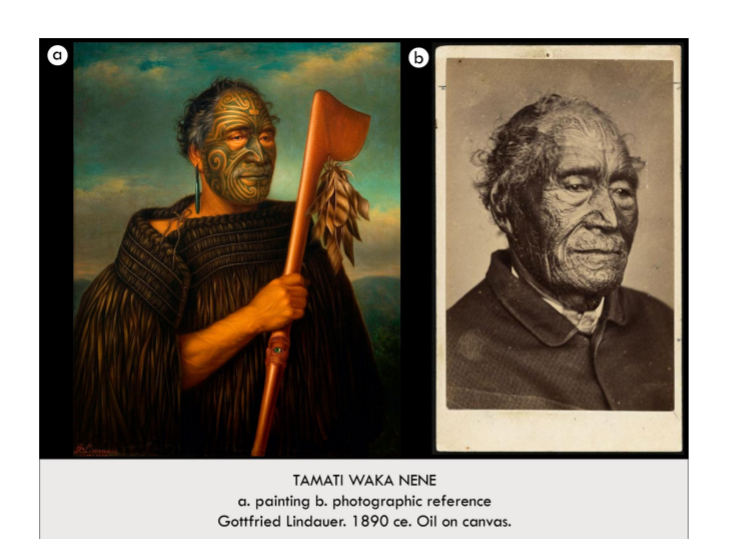 a
b
TAMATI WAKA NENE
a. painting b. photographic reference
Gottfried Lindauer. 1890 ce. Oil on canvas.